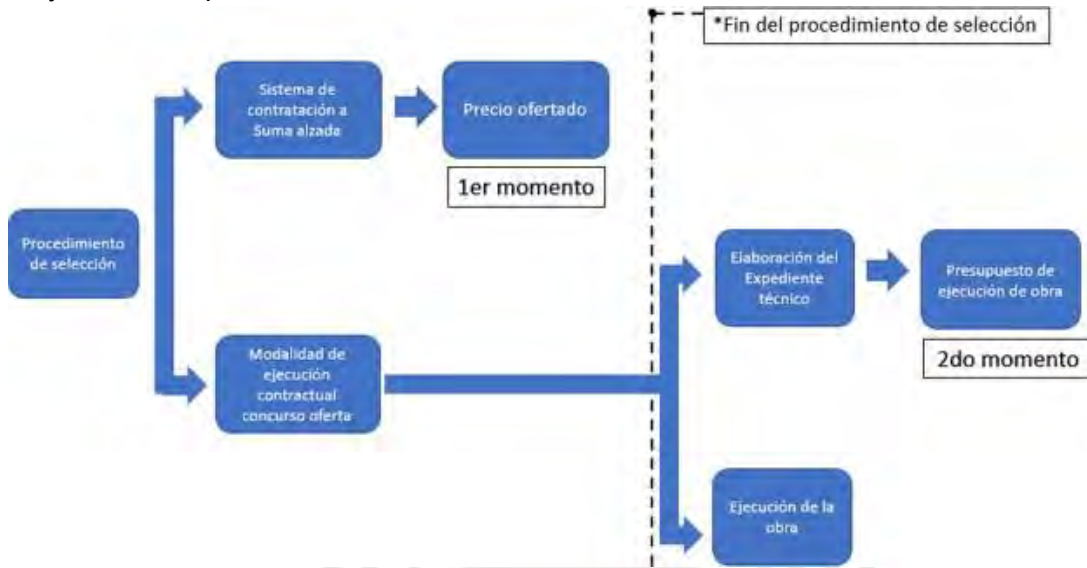 *Fin del procedimiento de selección
Sistema de
contratación a
Suma alzada
Precio ofertado
1er momento
Procedimiento
de selección
Elaboración del
Expediente
técnico
Presupuesto de
ejecución de obra
2do momento
Modalidad de
ejecución
contractual
concurso oferta
Ejecución de la
obra